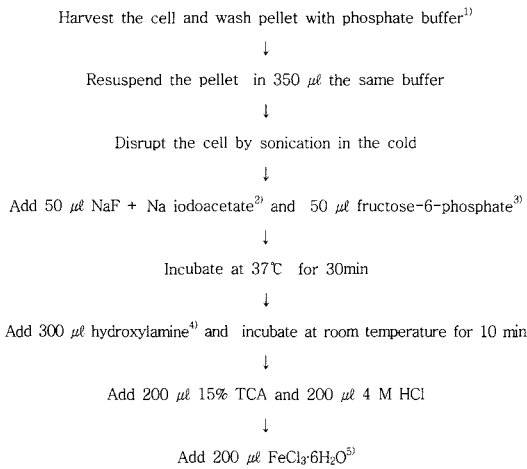 Harvest the cell and wash pellet with phosphate buffer1)
↓
Resuspend the pellet in 350 ㎕ the same buffer
↓
Disrupt the cell by sonication in the cold
↓
Add 50 ㎕ NaF + Na iodoacetate2) and 50 ㎕ fructose-6-phosphate3)
↓
Incubate at 37℃ for 30min
↓
Add 300 ㎕ hydroxylamine4) and incubate at room temperature for 10 min
↓
Add 200 ㎕ 15% TCA and 200 ㎕ 4 M HCl
↓
Add 200 ㎕ FeCl3·6H2O5)